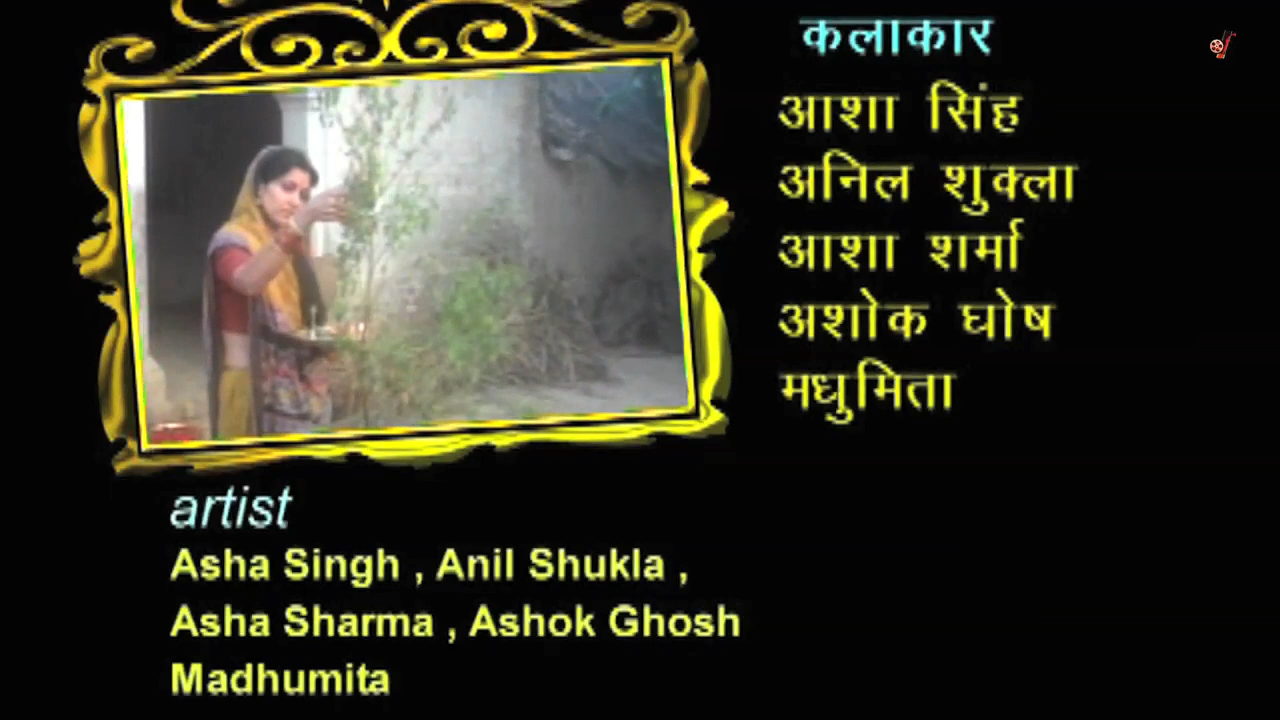 कलाकार
आशा सिंह
अनिल शुक्ला
आशा शर्मा
अशोक घोष
मधुमिता
artist
Asha Singh , Anil Shukla ,
Asha Sharma , Ashok Ghosh
Madhumita